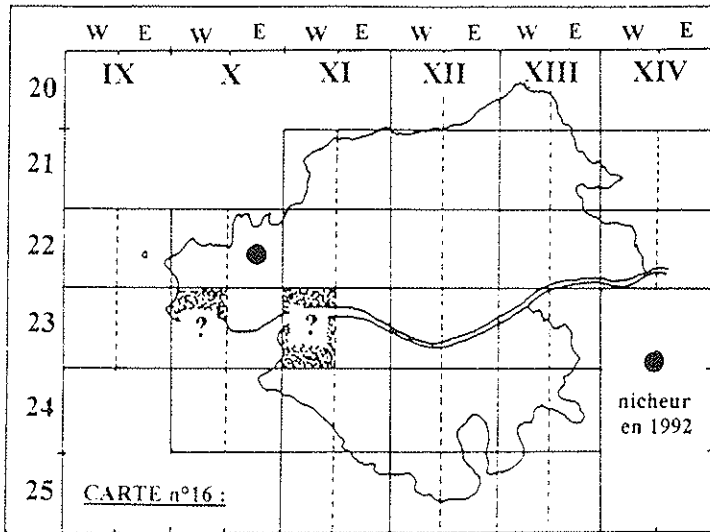 W E W E W E W E W E W E
IX X XI XII XIII XIV
20
21
22
23
? ?
24
nicheur
en 1992
25
CARTE n°16 :